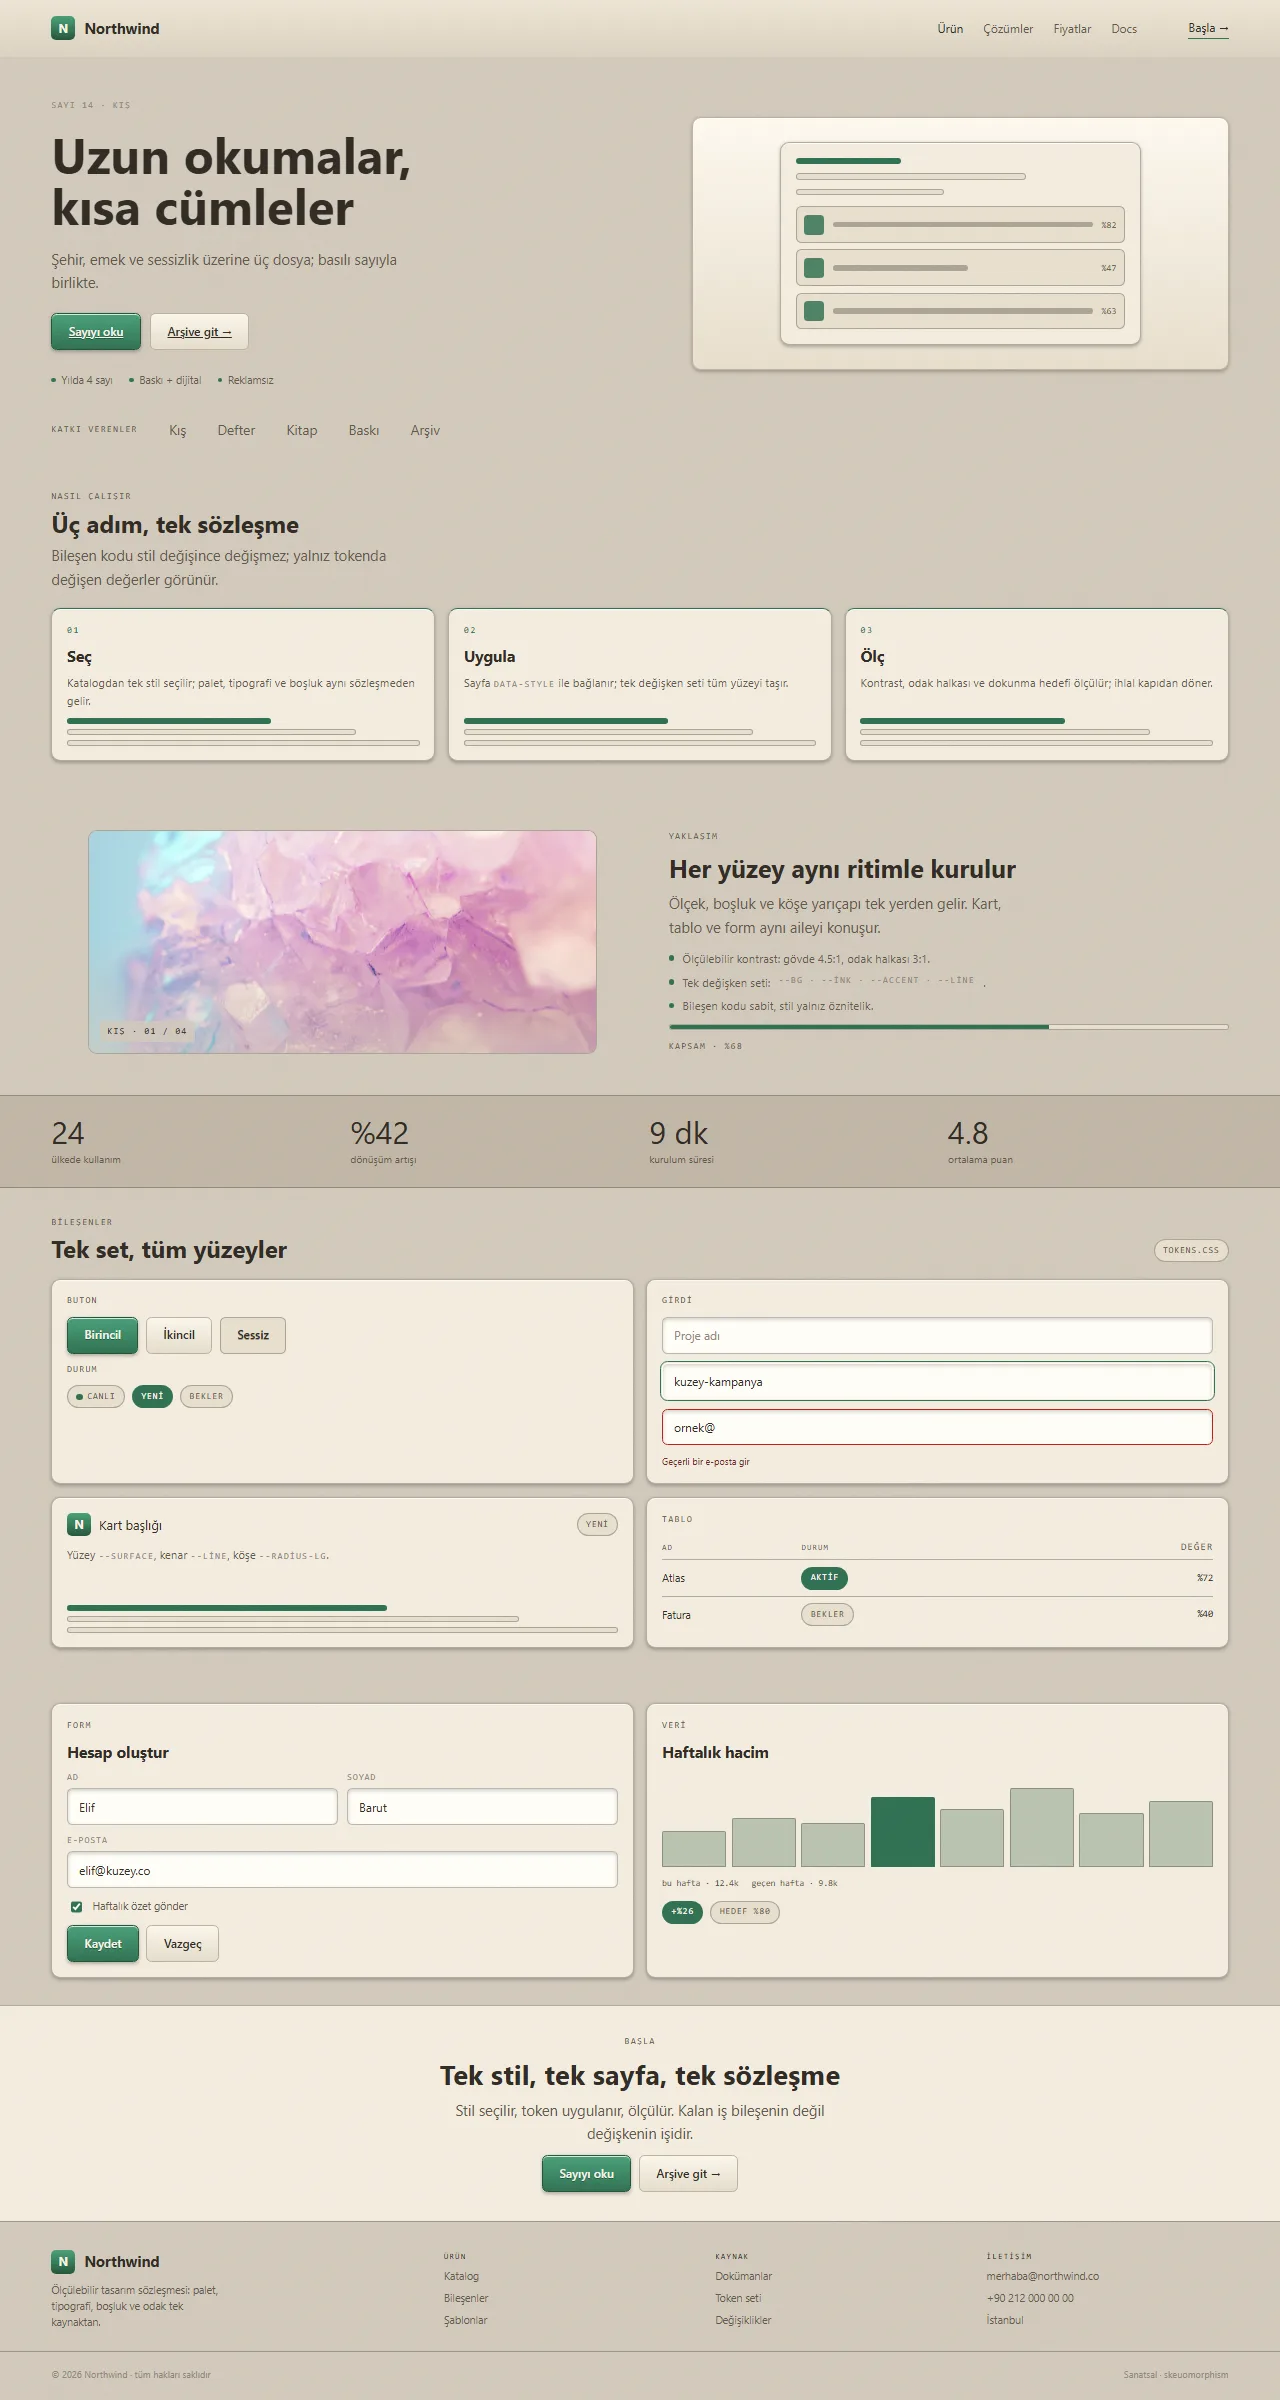 N Northwind
Ürün Çözümler Fiyatlar Docs Başla →
SAYI 14 · KIŞ
Uzun okumalar,
kısa cümleler
Şehir, emek ve sessizlik üzerine üç dosya; basılı sayıyla
birlikte.
Sayıyı oku Arşive git →
Yılda 4 sayı Baskı + dijital Reklamsız
%82
%47
%63
KATKI VERENLER Kış Defter Kitap Baskı Arşiv
NASIL ÇALIŞIR
Üç adım, tek sözleşme
Bileşen kodu stil değişince değişmez; yalnız tokenda
değişen değerler görünür.
01
Seç
Katalogdan tek stil seçilir; palet, tipografi ve boşluk aynı sözleşmeden
gelir.
02
Uygula
Sayfa DATA-STYLE ile bağlanır; tek değişken seti tüm yüzeyi taşır.
03
Ölç
Kontrast, odak halkası ve dokunma hedefi ölçülür; ihlal kapıdan döner.
KIŞ · 01 / 04
YAKLAŞIM
Her yüzey aynı ritimle kurulur
Ölçek, boşluk ve köşe yarıçapı tek yerden gelir. Kart,
tablo ve form aynı aileyi konuşur.
Ölçülebilir kontrast: gövde 4.5:1, odak halkası 3:1.
Tek değişken seti: --BG · --İNK · --ACCENT · --LİNE .
Bileşen kodu sabit, stil yalnız öznitelik.
KAPSAM · %68
24
ülkede kullanım
%42
dönüşüm artışı
9 dk
kurulum süresi
4.8
ortalama puan
BİLEŞENLER
Tek set, tüm yüzeyler
TOKENS.CSS
BUTON
Birincil İkincil Sessiz
DURUM
CANLI YENİ BEKLER
GİRDİ
Proje adı
kuzey-kampanya
ornek@
Geçerli bir e-posta gir
N Kart başlığı YENİ
Yüzey --SURFACE, kenar --LİNE, köşe --RADİUS-LG.
TABLO
AD DURUM DEĞER
Atlas AKTİF %72
Fatura BEKLER %40
FORM
Hesap oluştur
AD SOYAD
Elif Barut
E-POSTA
elif@kuzey.co
Haftalık özet gönder
Kaydet Vazgeç
VERİ
Haftalık hacim
bu hafta · 12.4k geçen hafta · 9.8k
+%26 HEDEF %80
BAŞLA
Tek stil, tek sayfa, tek sözleşme
Stil seçilir, token uygulanır, ölçülür. Kalan iş bileşenin değil
değişkenin işidir.
Sayıyı oku Arşive git →
N Northwind
Ölçülebilir tasarım sözleşmesi: palet,
tipografi, boşluk ve odak tek
kaynaktan.
ÜRÜN
Katalog
Bileşenler
Şablonlar
KAYNAK
Dokümanlar
Token seti
Değişiklikler
İLETİŞİM
merhaba@northwind.co
+90 212 000 00 00
İstanbul
© 2026 Northwind · tüm hakları saklıdır
Sanatsal · skeuomorphism